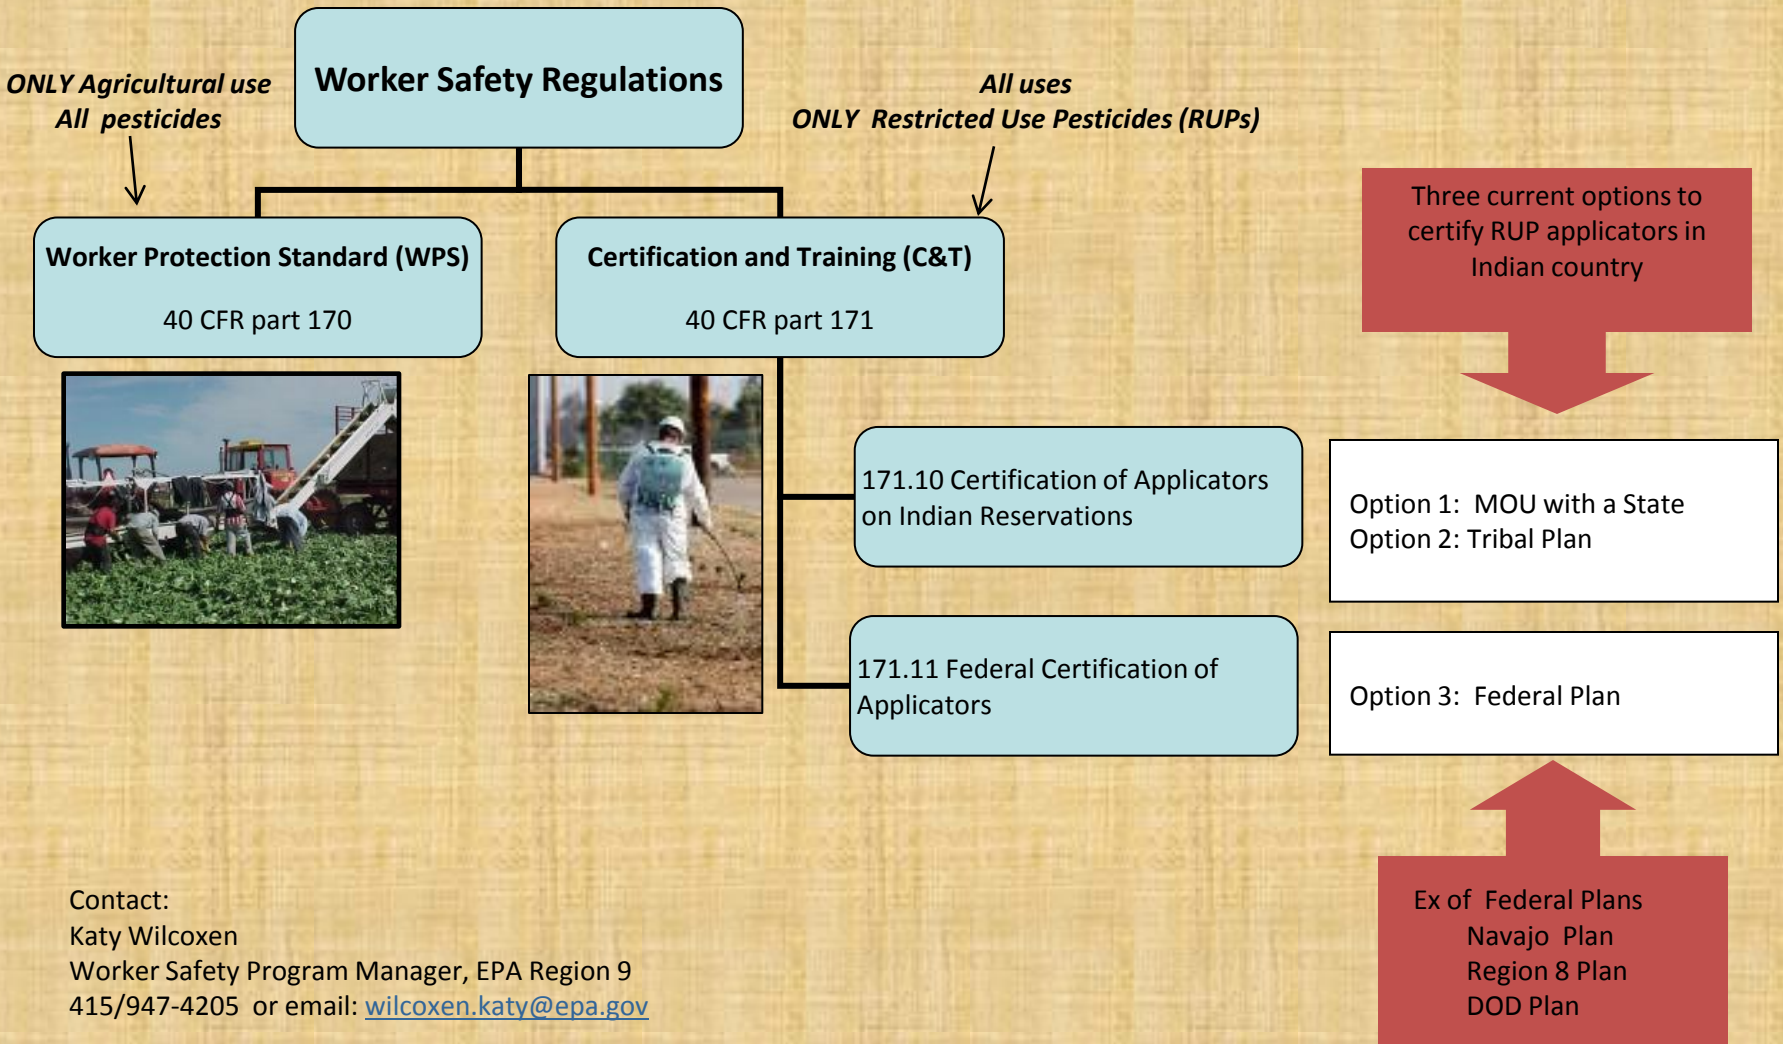 Worker Safety Regulations
ONLY Agricultural use
All pesticides
All uses
ONLY Restricted Use Pesticides (RUPs)
Worker Protection Standard (WPS)
40 CFR part 170
Certification and Training (C&T)
40 CFR part 171
Three current options to
certify RUP applicators in
Indian country
171.10 Certification of Applicators
on Indian Reservations
Option 1: MOU with a State
Option 2: Tribal Plan
171.11 Federal Certification of
Applicators
Option 3: Federal Plan
Ex of Federal Plans
Navajo Plan
Region 8 Plan
DOD Plan
Contact:
Katy Wilcoxen
Worker Safety Program Manager, EPA Region 9
415/947-4205 or email: wilcoxen.katy@epa.gov